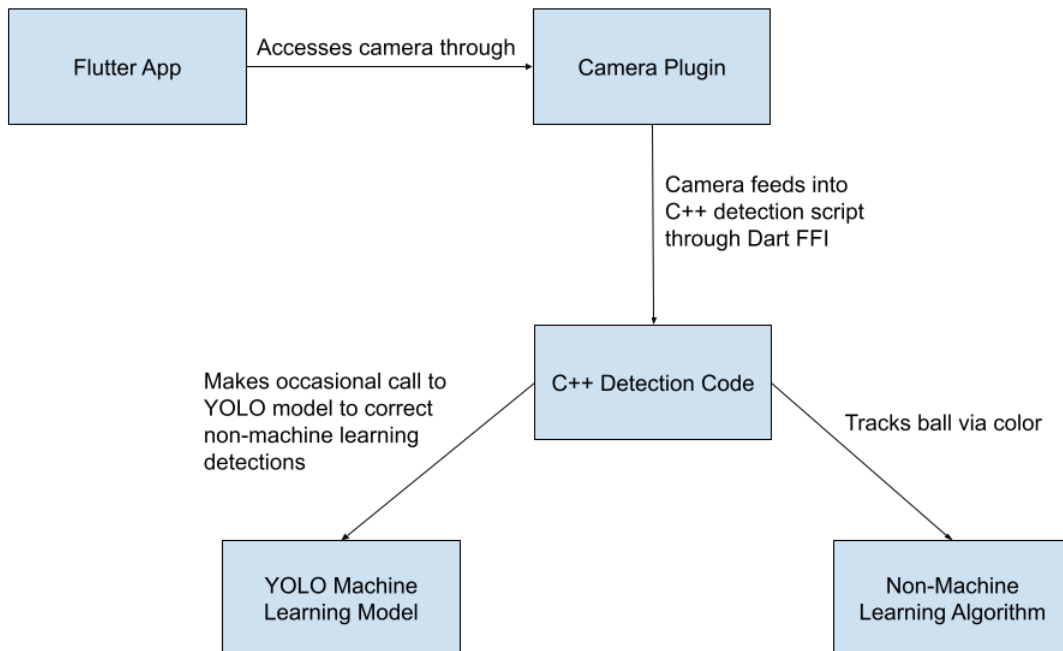 Flutter App
Accesses camera through
Camera Plugin
Camera feeds into
C++ detection script
through Dart FFI
C++ Detection Code
Makes occasional call to
YOLO model to correct
non-machine learning
detections
Tracks ball via color
YOLO Machine
Learning Model
Non-Machine
Learning Algorithm